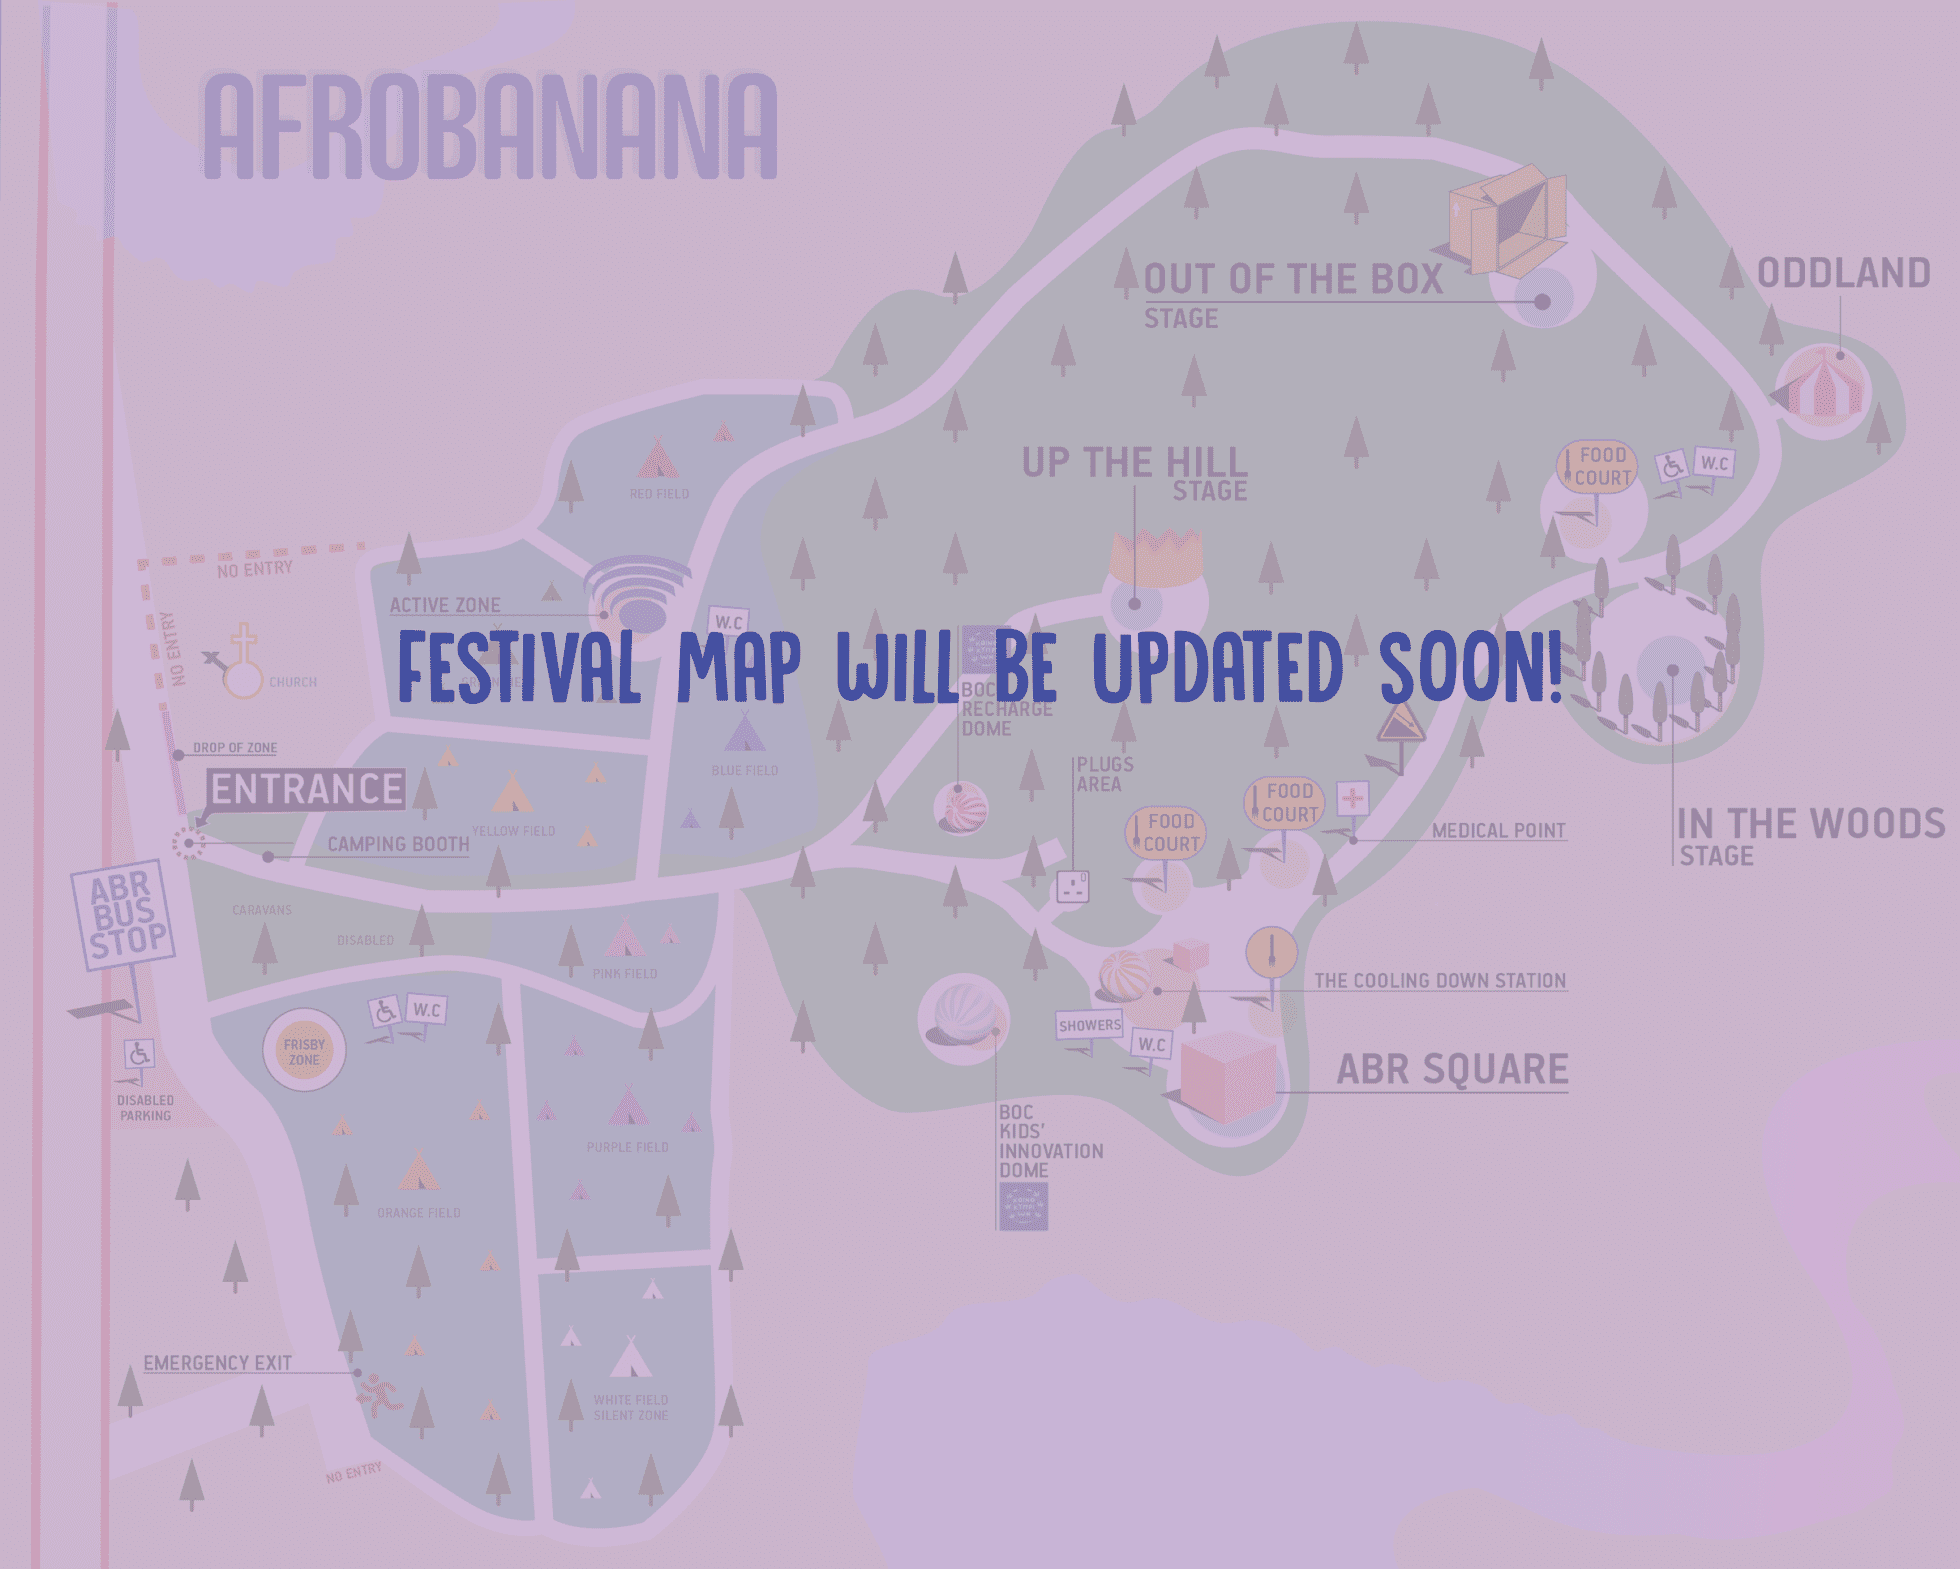 AFROBANANA
OUT OF THE BOX
STAGE
ODDLAND
UP THE HILL
STAGE
FOOD
COURT
W.C
RED FIELD
NO ENTRY
ACTIVE ZONE
W.C
NO ENTRY
CHURCH
FESTIVAL MAP WILL BE UPDATED SOON!
BOC
RECHARGE
DOME
DROP OF ZONE
ENTRANCE
BLUE FIELD
PLUGS
AREA
FOOD
COURT
FOOD
COURT
MEDICAL POINT
IN THE WOODS
STAGE
YELLOW FIELD
CAMPING BOOTH
ABR
BUS
STOP
CARAVANS
DISABLED
PINK FIELD
THE COOLING DOWN STATION
W.C
SHOWERS
W.C
FRISBY
ZONE
ABR SQUARE
DISABLED
PARKING
BOC
KIDS'
INNOVATION
DOME
PURPLE FIELD
ORANGE FIELD
EMERGENCY EXIT
WHITE FIELD
SILENT ZONE
NO ENTRY